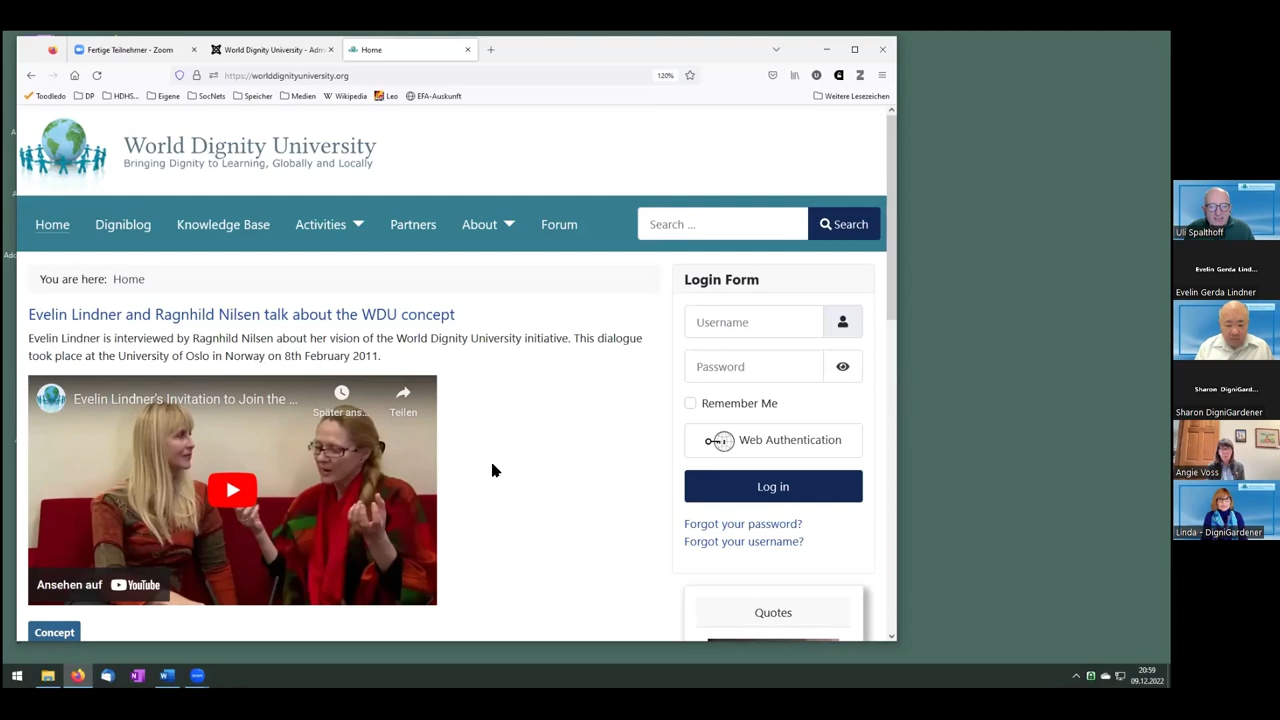 Fertige Teilnehmer - Zoom
World Dignity University - Adm
Home
https://worlddignityuniversity.org
120%
Toodledo DP HDHS... Eigene SocNets Speicher Medien Wikipedia Leo EFA-Auskunft Weitere Lesezeichen
World Dignity University
Bringing Dignity to Learning, Globally and Locally
Home Digniblog Knowledge Base Activities Partners About Forum
Search ... Search
You are here: Home
Evelin Lindner and Ragnhild Nilsen talk about the WDU concept
Evelin Lindner is interviewed by Ragnhild Nilsen about her vision of the World Dignity University initiative. This dialogue
took place at the University of Oslo in Norway on 8th February 2011.
Evelin Lindner's Invitation to Join the ...
Später ans...
Teilen
Ansehen auf YouTube
Concept
Login Form
Username
Password
Remember Me
Web Authentication
Log in
Forgot your password?
Forgot your username?
Quotes
20:59
09.12.2022
Uli Spalthoff
Evelin Gerda Lind...
Evelin Gerda Lindner
Sharon DigniGard...
Sharon DigniGardener
Angie Voss
Linda - DigniGardener